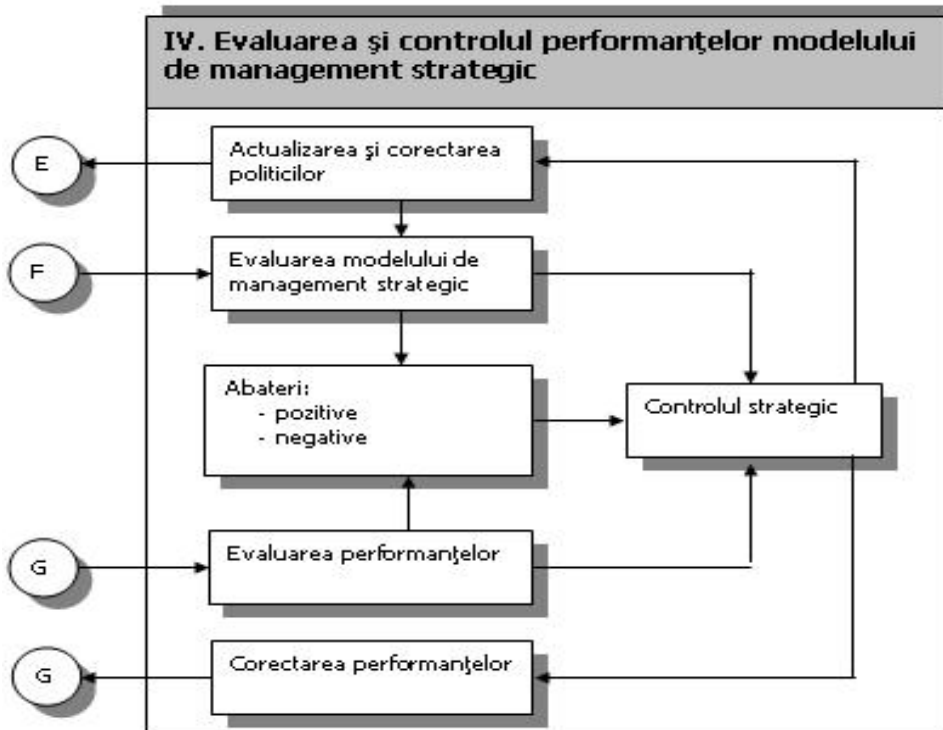 IV. Evaluarea şi controlul performanţelor modelului
de management strategic
E
Actualizarea şi corectarea
politicilor
F
Evaluarea modelului de
management strategic
Abateri:
- pozitive
- negative
Controlul strategic
G
Evaluarea performanţelor
G
Corectarea performanţelor